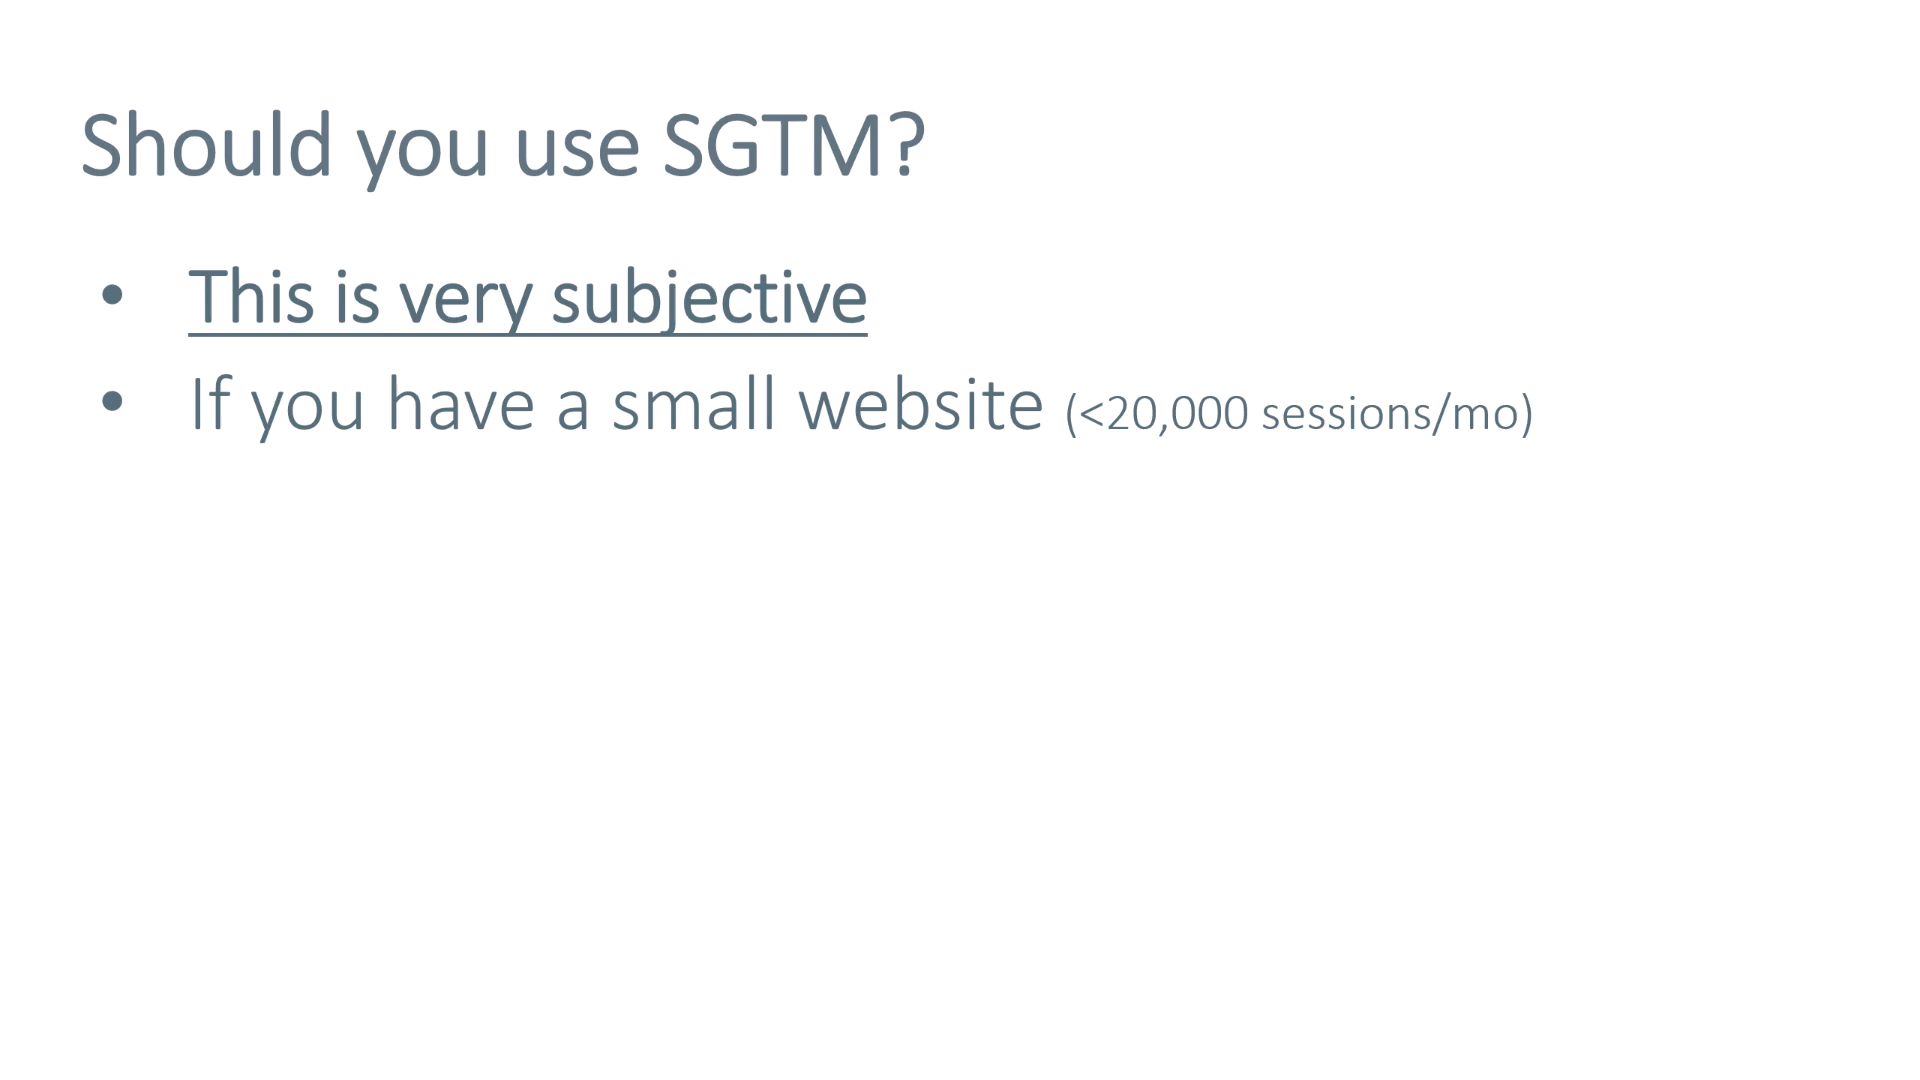 Should you use SGTM?
• This is very subjective
• If you have a small website (<20,000 sessions/mo)